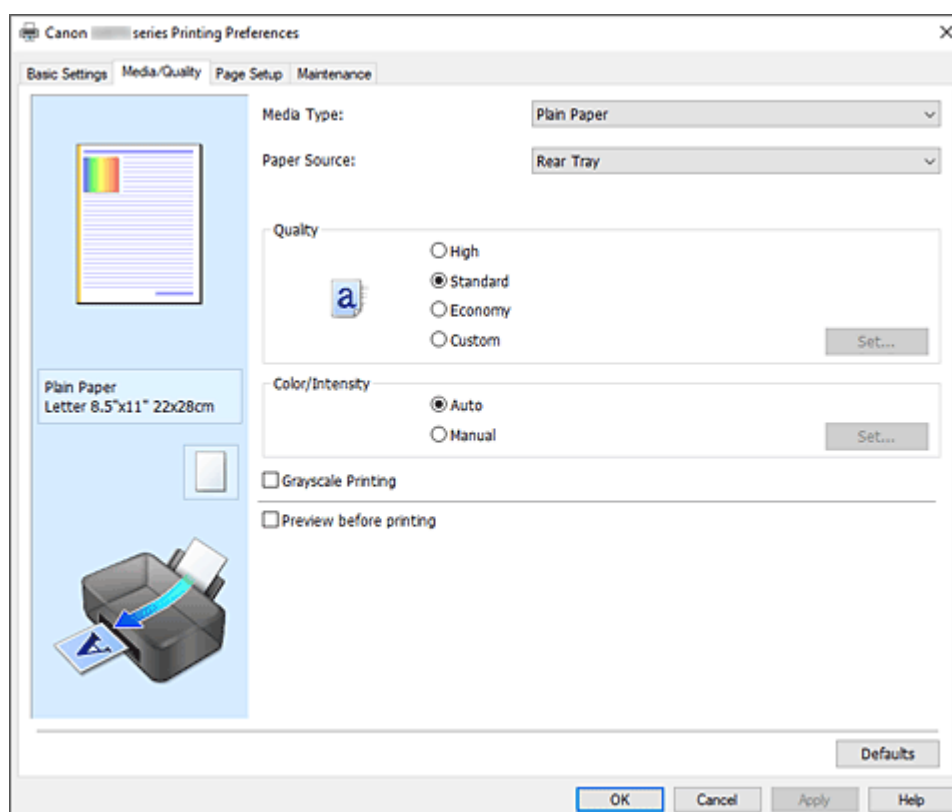 Canon series Printing Preferences
Basic Settings Media/Quality Page Setup Maintenance
Media Type: Plain Paper
Paper Source: Rear Tray
Quality
High
a
Standard
Economy
Custom Set...
Plain Paper
Letter 8.5"x11" 22x28cm
Color/Intensity
Auto
Manual Set...
Grayscale Printing
Preview before printing
A
Defaults
OK Cancel Apply Help